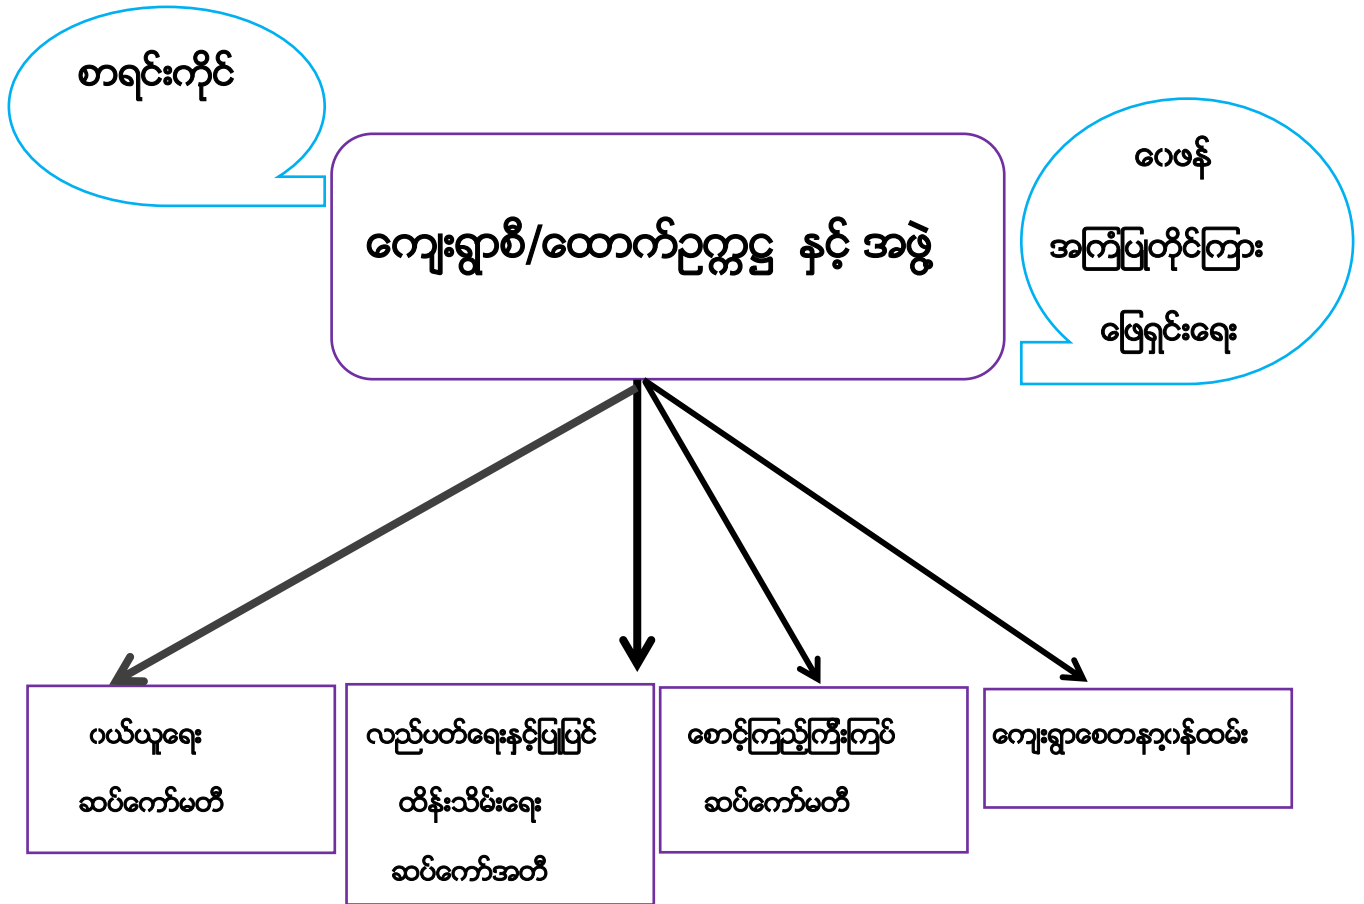 စာရင်းကိုင်
ကျေးရွာစီ/ထောက်ဥက္ကဋ္ဌ နှင့် အဖွဲ့
ဝေဖန်
အကြံပြုတိုင်ကြား
ဖြေရှင်းရေး
ဝယ်ယူရေး
ဆပ်ကော်မတီ
လည်ပတ်ရေးနှင့်ပြုပြင်
ထိန်းသိမ်းရေး
ဆပ်ကော်အတီ
စောင့်ကြည့်ကြီးကြပ်
ဆပ်ကော်မတီ
ကျေးရွာစေတနာ့ဝန်ထမ်း